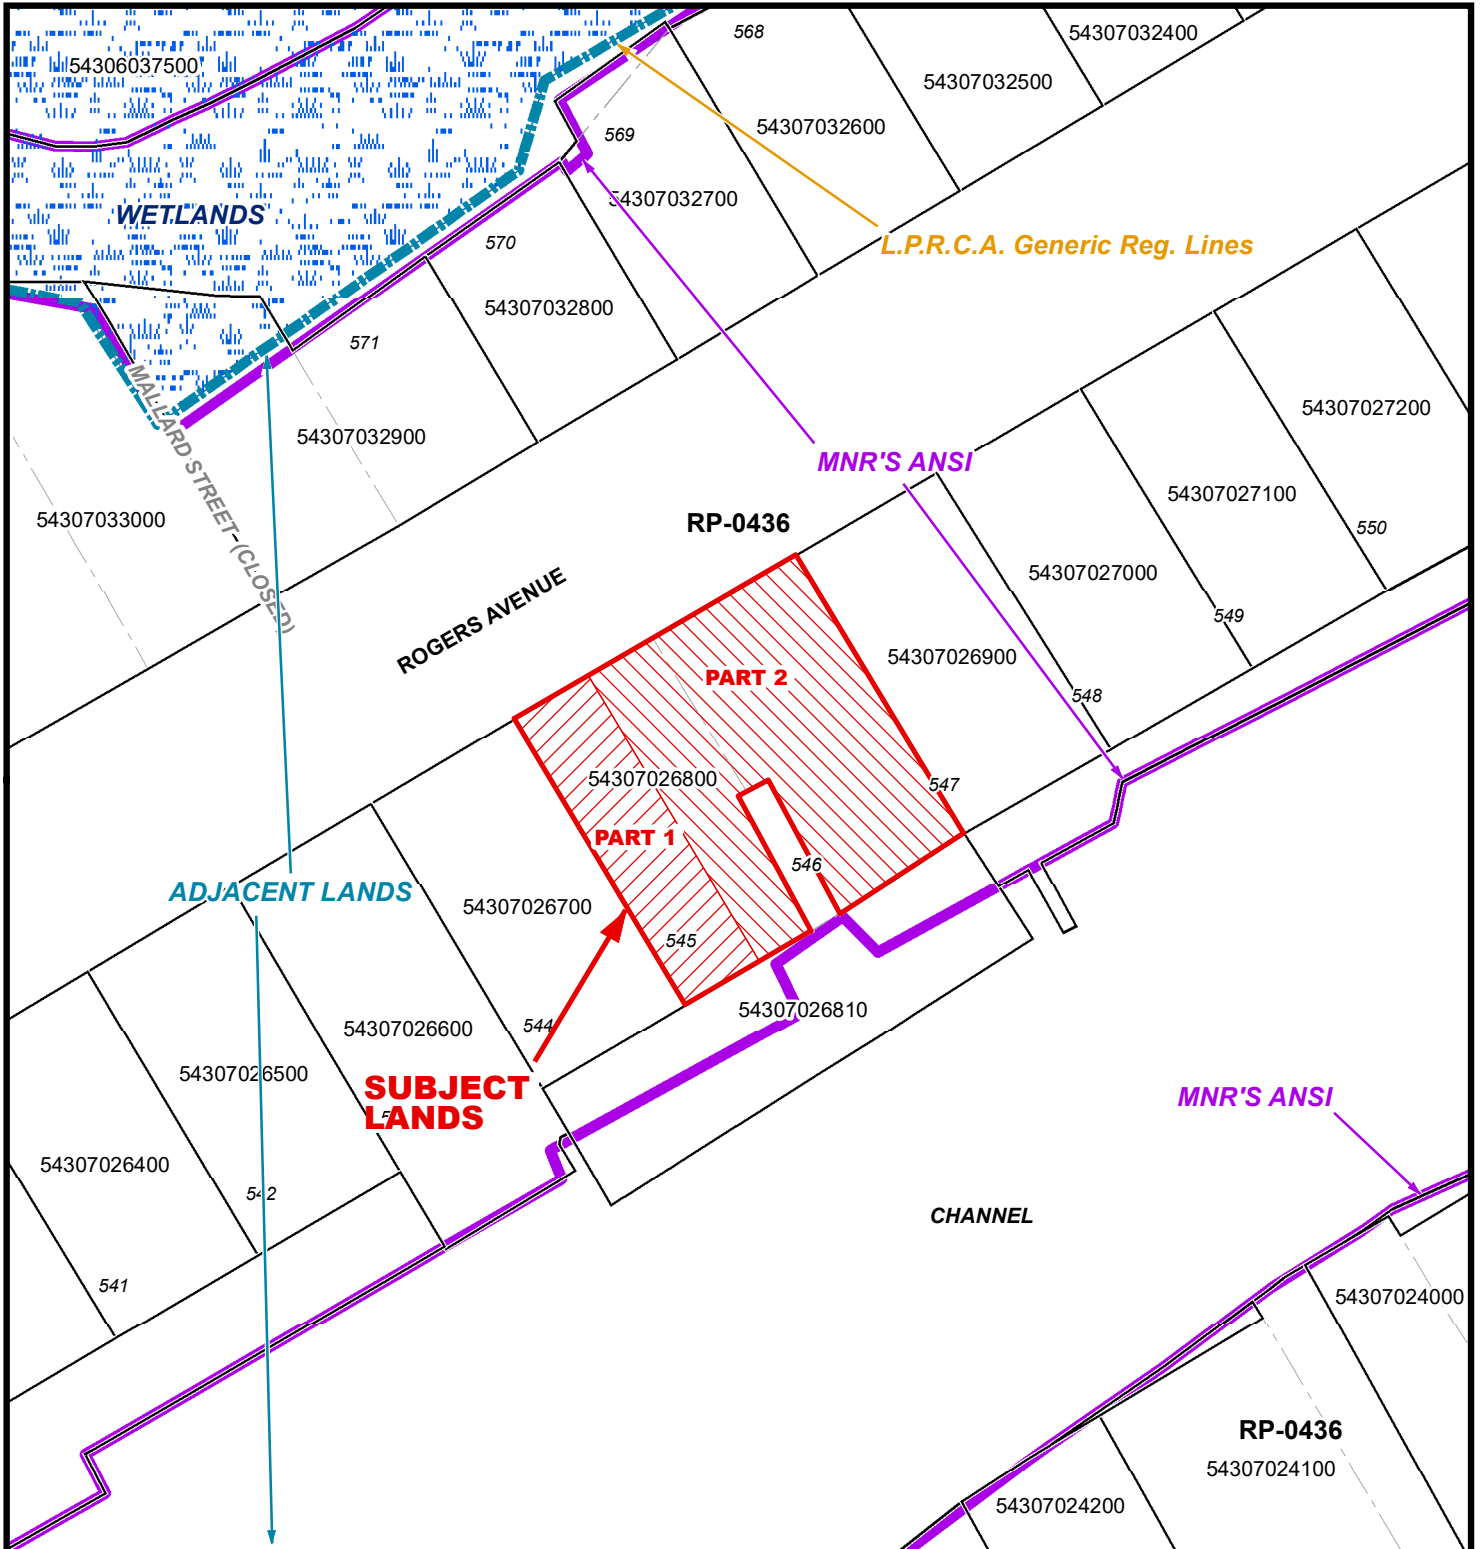 568
54307032400
54306037500
54307032500
54307032600
569
54307032700
WETLANDS
570
L.P.R.C.A. Generic Reg. Lines
54307032800
571
MALLARD STREET (CLOSED)
54307032900
54307027200
MNR'S ANSI
54307027100
54307033000
RP-0436
550
54307027000
ROGERS AVENUE
549
54307026900
PART 2
548
54307026800
547
PART 1
546
ADJACENT LANDS
54307026700
545
54307026810
544
54307026600
54307026500
SUBJECT
LANDS
MNR'S ANSI
54307026400
542
CHANNEL
541
54307024000
RP-0436
54307024100
54307024200